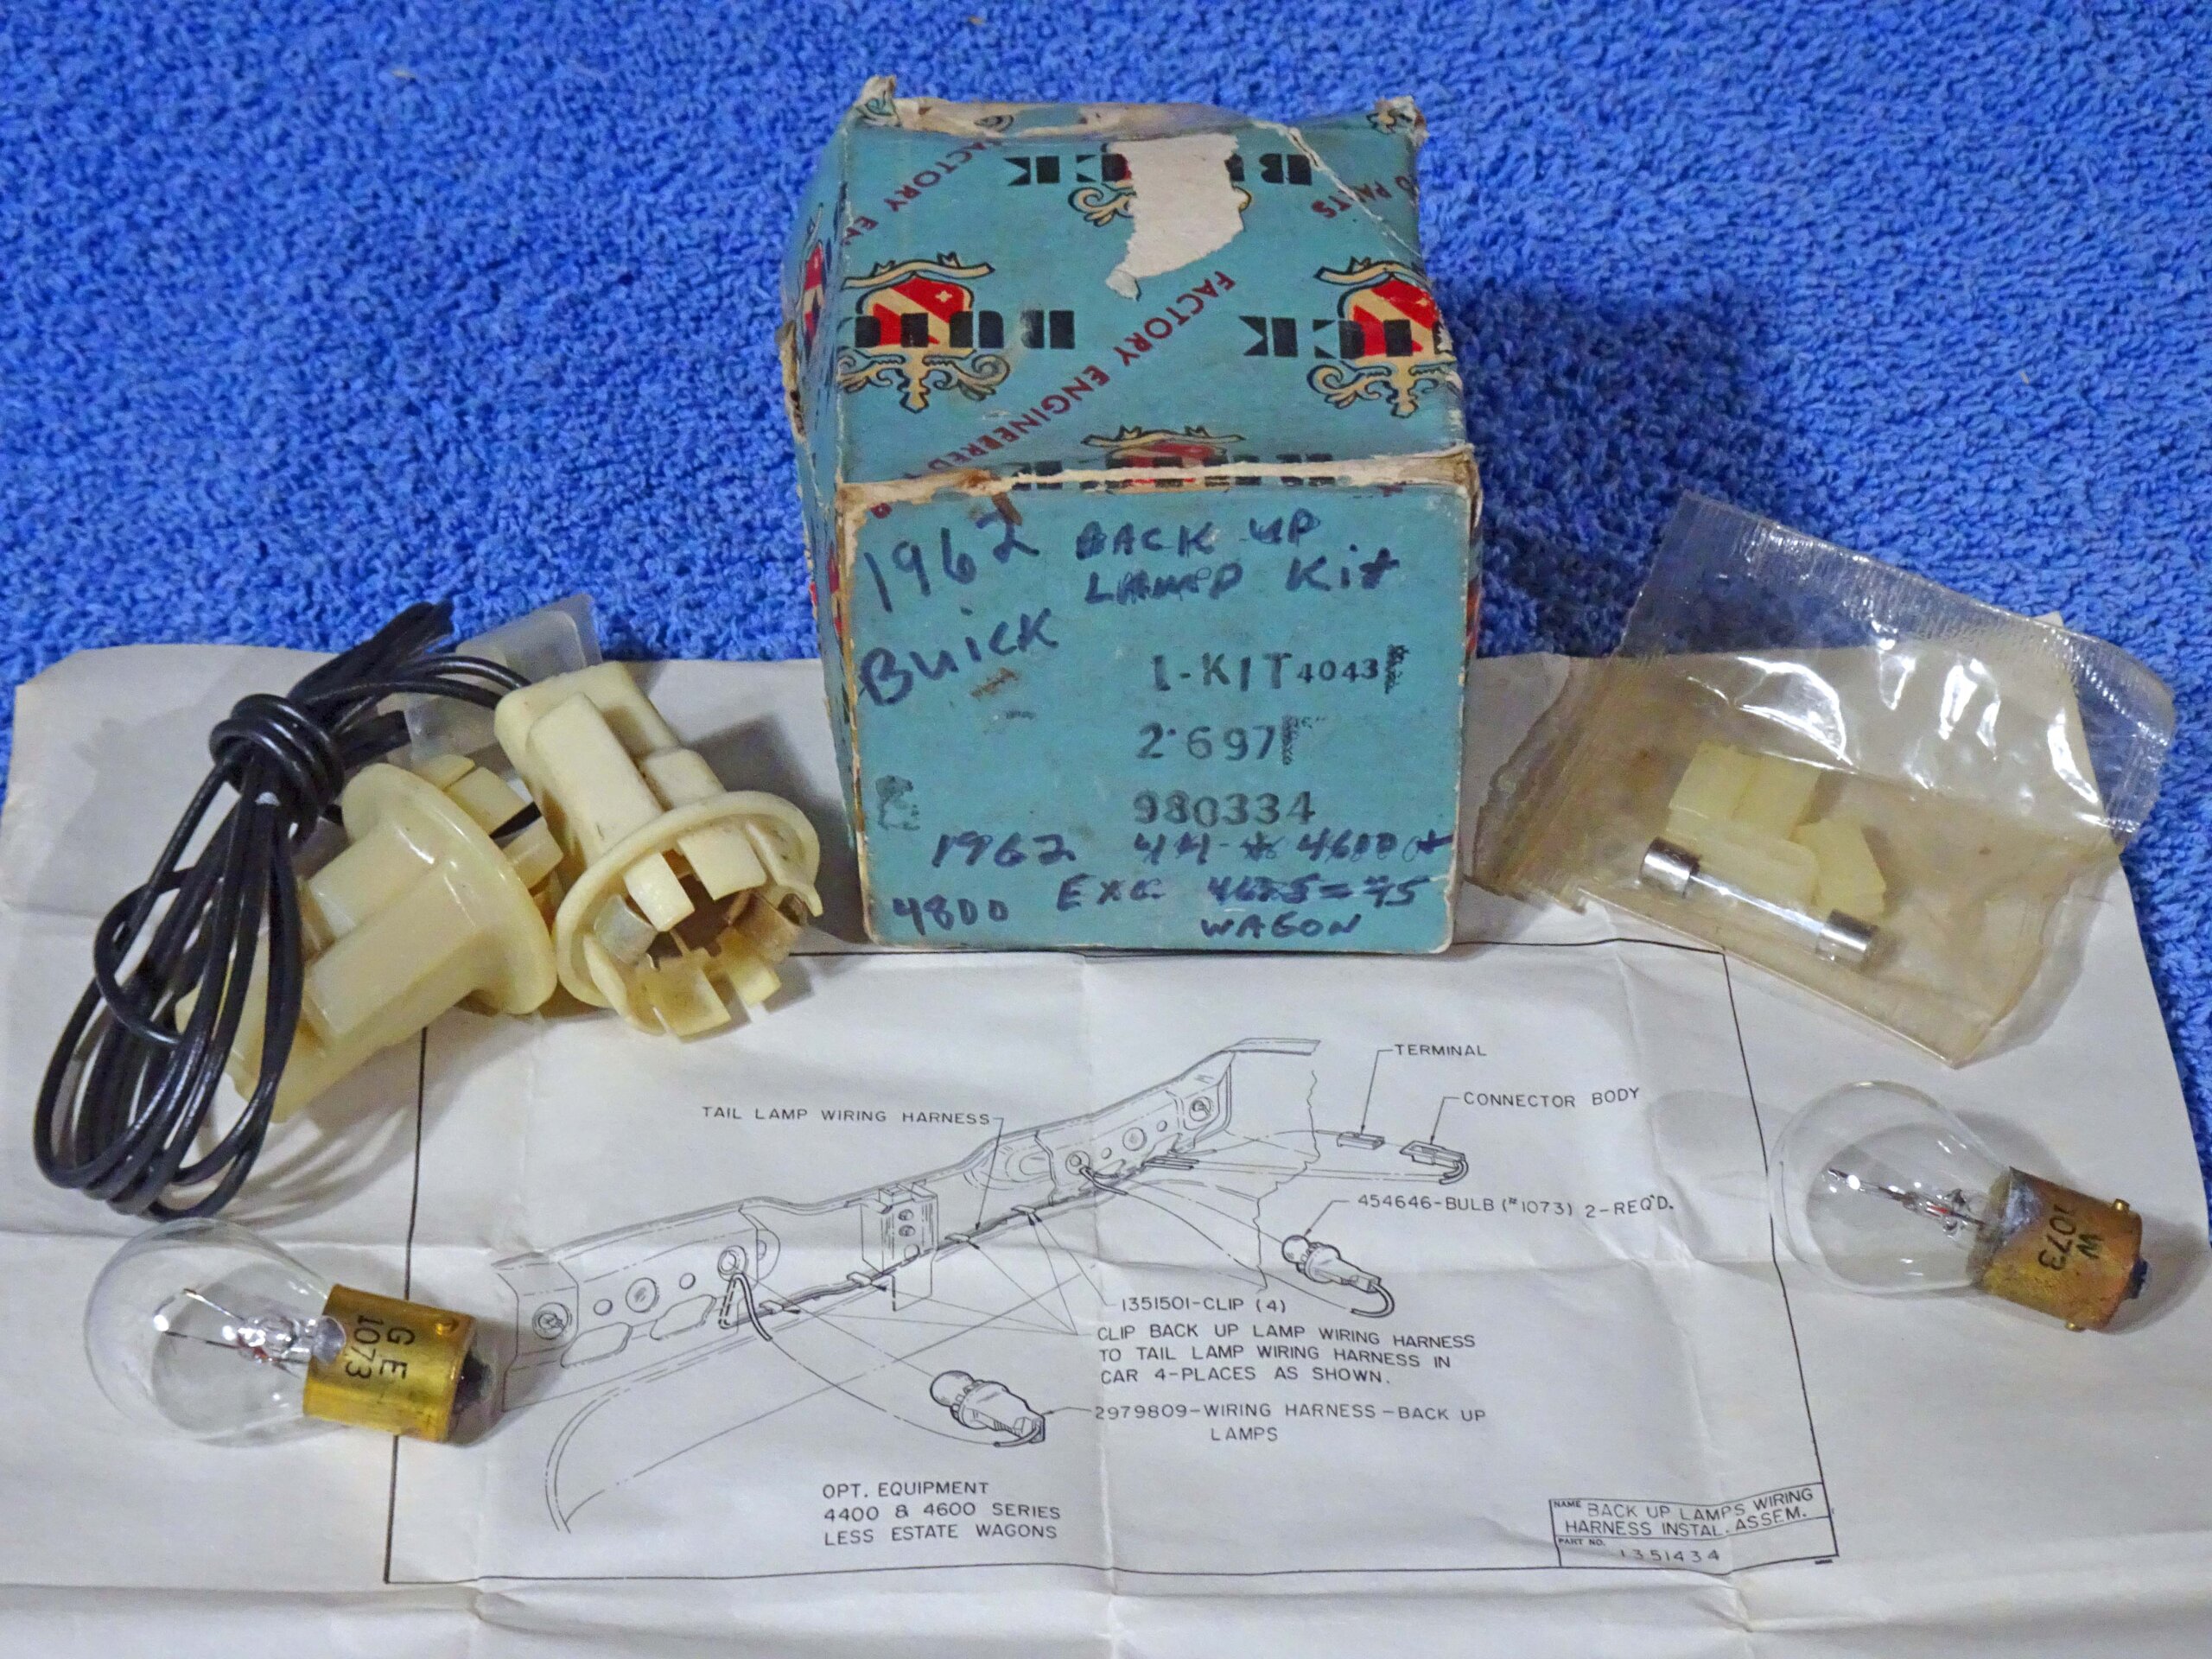 FACTORY ENGINEERED
BUICK
1962
BACK UP
LAMP Kit
Buick
1-KIT 4043
2·697
980334
1962 44-* 4600 *
4800 EXC.
WAGON
TERMINAL
CONNECTOR BODY
TAIL LAMP WIRING HARNESS
454646-BULB (#1073) 2-REQ'D.
1351501-CLIP (4)
CLIP BACK UP LAMP WIRING HARNESS
TO TAIL LAMP WIRING HARNESS IN
CAR 4-PLACES AS SHOWN.
2979809-WIRING HARNESS-BACK UP
LAMPS
OPT. EQUIPMENT
4400 & 4600 SERIES
LESS ESTATE WAGONS
NAME BACK UP LAMPS WIRING
HARNESS INSTAL. ASSEM.
PART NO. 1351434
G E
1073
W
1073